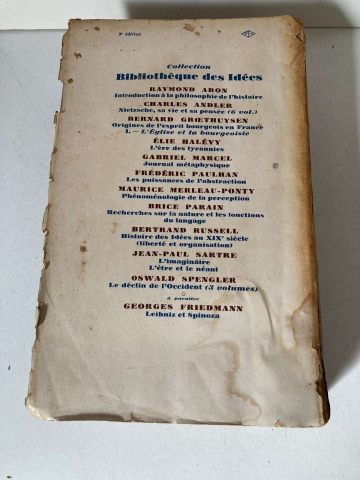 8e édition
nrf
Collection
Bibliothèque des Idées
RAYMOND ARON
Introduction à la philosophie de l'histoire
CHARLES ANDLER
Nietzsche, sa vie et sa pensée (6 vol.)
BERNARD GROETHUYSEN
Origines de l'esprit bourgeois en France
I. – L'Église et la bourgeoisie
ÉLIE HALÉVY
L'ère des tyrannies
GABRIEL MARCEL
Journal métaphysique
FRÉDÉRIC PAULHAN
Les puissances de l'abstraction
MAURICE MERLEAU-PONTY
Phénoménologie de la perception
BRICE PARAIN
Recherches sur la nature et les fonctions
du langage
BERTRAND RUSSELL
Histoire des Idées au XIXe siècle
(liberté et organisation)
JEAN-PAUL SARTRE
L'imaginaire
L'être et le néant
OSWALD SPENGLER
Le déclin de l'Occident (5 volumes)
à paraître
GEORGES FRIEDMANN
Leibniz et Spinoza